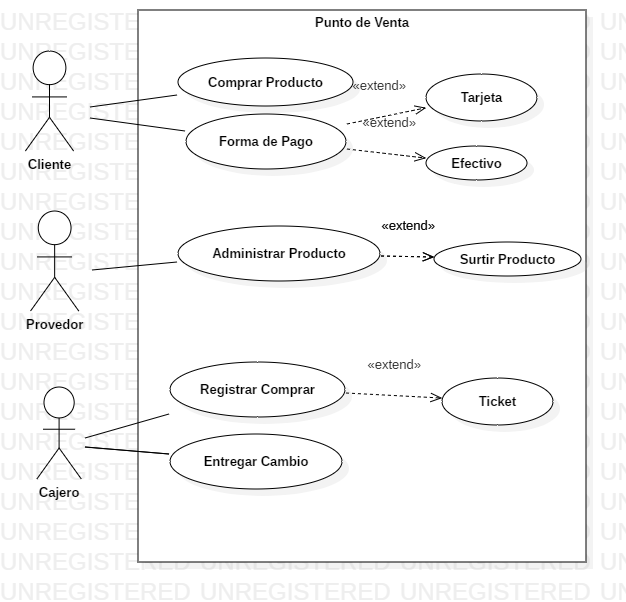 Punto de Venta
Comprar Producto
«extend»
Tarjeta
«extend»
Forma de Pago
Efectivo
Cliente
«extend»
Administrar Producto
Surtir Producto
Provedor
«extend»
Registrar Comprar
Ticket
Entregar Cambio
Cajero
UNREGISTERED UNREGISTERED UNREGISTERED UN